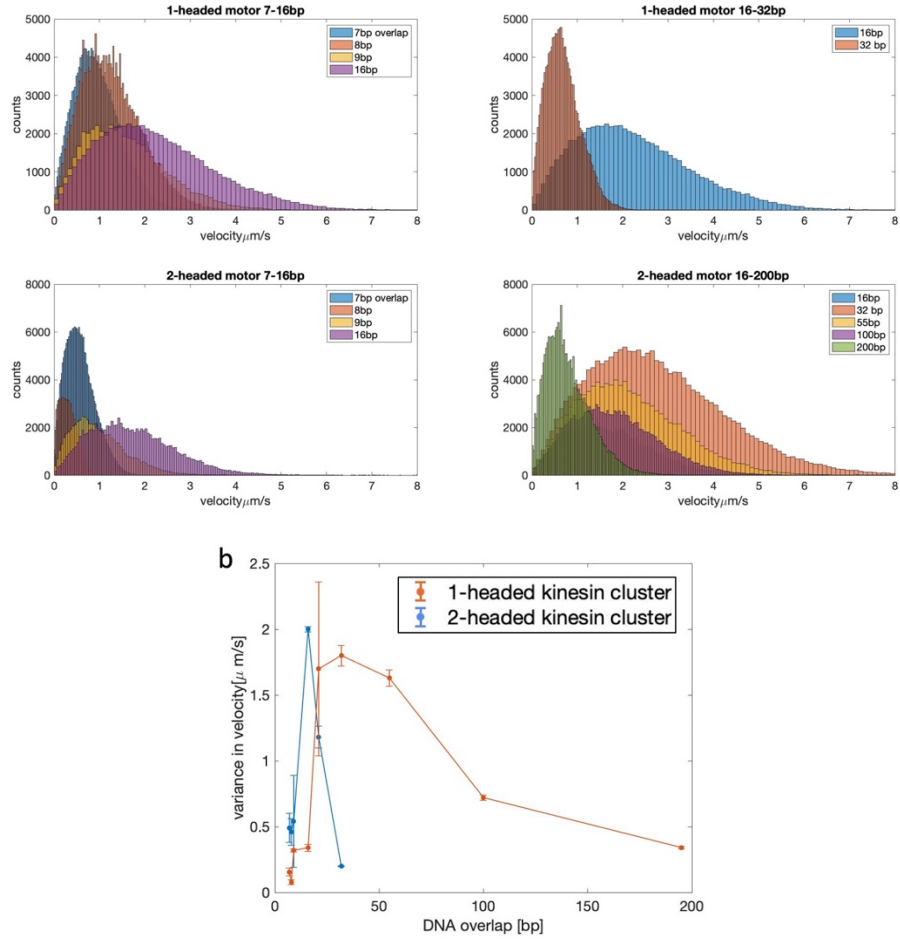 1-headed motor 7-16bp
5000
4000
3000
2000
1000
0
counts
7bp overlap
8bp
9bp
16bp
0 1 2 3 4 5 6 7 8
velocityμm/s
1-headed motor 16-32bp
5000
4000
3000
2000
1000
0
counts
16bp
32 bp
0 1 2 3 4 5 6 7 8
velocityμm/s
2-headed motor 7-16bp
8000
6000
4000
2000
0
counts
7bp overlap
8bp
9bp
16bp
0 1 2 3 4 5 6 7 8
velocityμm/s
2-headed motor 16-200bp
8000
6000
4000
2000
0
counts
16bp
32 bp
55bp
100bp
200bp
0 1 2 3 4 5 6 7 8
velocityμm/s
b
2.5
2
1.5
1
0.5
0
variance in velocity[μ m/s]
1-headed kinesin cluster
2-headed kinesin cluster
0 50 100 150 200
DNA overlap [bp]